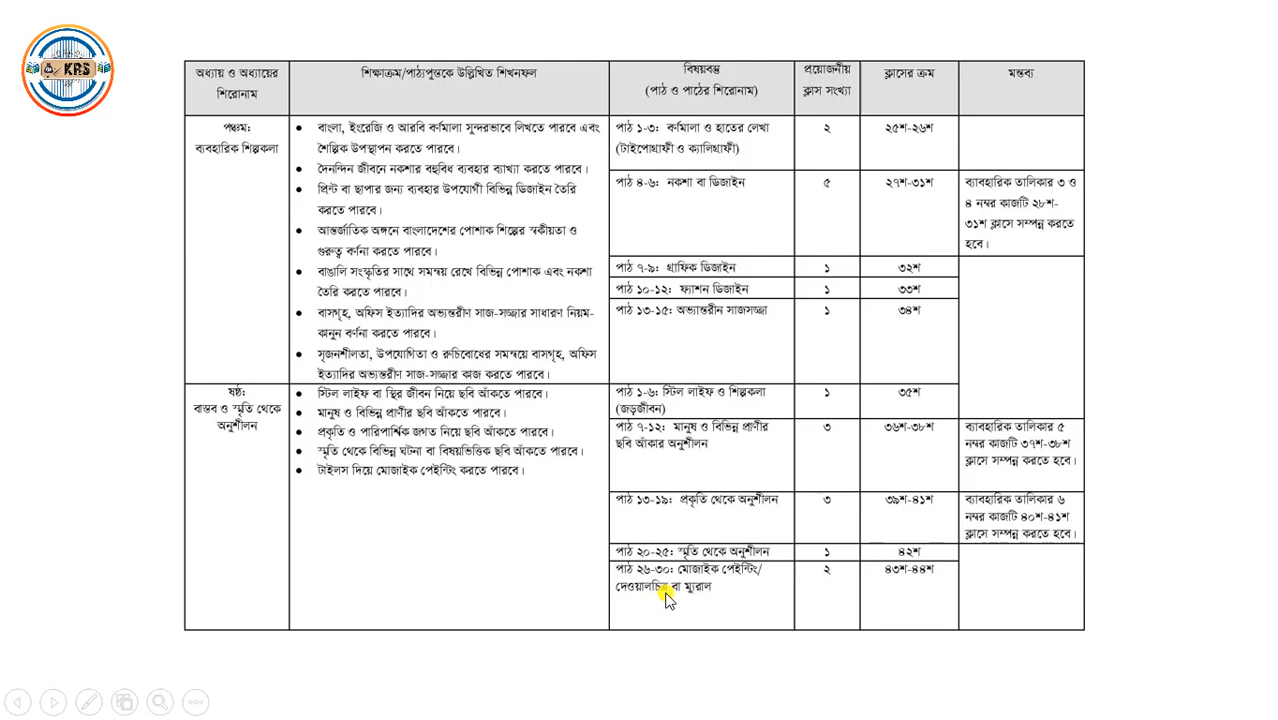 KRS
অধ্যায় ও অধ্যায়ের
শিরোনাম
শিক্ষাক্রম/পাঠ্যপুস্তকে উল্লিখিত শিখনফল
বিষয়বস্তু
(পাঠ ও পাঠের শিরোনাম)
প্রয়োজনীয়
ক্লাস সংখ্যা
ক্লাসের ক্রম
মন্তব্য
পঞ্চম:
ব্যবহারিক শিল্পকলা
● বাংলা, ইংরেজি ও আরবি বর্ণমালা সুন্দরভাবে লিখতে পারবে এবং
শৈল্পিক উপস্থাপন করতে পারবে।
● দৈনন্দিন জীবনে নকশার বহুবিধ ব্যবহার ব্যাখ্যা করতে পারবে।
● প্রিন্ট বা ছাপার জন্য ব্যবহার উপযোগী বিভিন্ন ডিজাইন তৈরি
করতে পারবে।
● আন্তর্জাতিক অঙ্গনে বাংলাদেশের পোশাক শিল্পের স্বকীয়তা ও
গুরুত্ব বর্ণনা করতে পারবে।
● বাঙালি সংস্কৃতির সাথে সমন্বয় রেখে বিভিন্ন পোশাক এবং নকশা
তৈরি করতে পারবে।
● বাসগৃহ, অফিস ইত্যাদির অভ্যন্তরীণ সাজ-সজ্জার সাধারণ নিয়ম-
কানুন বর্ণনা করতে পারবে।
● সৃজনশীলতা, উপযোগিতা ও রুচিবোধের সমন্বয়ে বাসগৃহ, অফিস
ইত্যাদির অভ্যন্তরীণ সাজ-সজ্জার কাজ করতে পারবে।
পাঠ ১-৩: বর্ণমালা ও হাতের লেখা
(টাইপোগ্রাফী ও ক্যালিগ্রাফী)
২
২৫শ-২৬শ
পাঠ ৪-৬: নকশা বা ডিজাইন
৫
২৭শ-৩১শ
ব্যাবহারিক তালিকার ৩ ও
৪ নম্বর কাজটি ২৮শ-
৩১শ ক্লাসে সম্পন্ন করতে
হবে।
পাঠ ৭-৯: গ্রাফিক ডিজাইন
১
৩২শ
পাঠ ১০-১২: ফ্যাশন ডিজাইন
১
৩৩শ
পাঠ ১৩-১৫: অভ্যান্তরীন সাজসজ্জা
১
৩৪শ
ষষ্ঠ:
বাস্তব ও স্মৃতি থেকে
অনুশীলন
● স্টিল লাইফ বা স্থির জীবন নিয়ে ছবি আঁকতে পারবে।
● মানুষ ও বিভিন্ন প্রাণীর ছবি আঁকতে পারবে।
● প্রকৃতি ও পারিপার্শ্বিক জগত নিয়ে ছবি আঁকতে পারবে।
● স্মৃতি থেকে বিভিন্ন ঘটনা বা বিষয়ভিত্তিক ছবি আঁকতে পারবে।
● টাইলস দিয়ে মোজাইক পেইন্টিং করতে পারবে।
পাঠ ১-৬: স্টিল লাইফ ও শিল্পকলা
(জড়জীবন)
১
৩৫শ
পাঠ ৭-১২: মানুষ ও বিভিন্ন প্রাণীর
ছবি আঁকার অনুশীলন
৩
৩৬শ-৩৮শ
ব্যাবহারিক তালিকার ৫
নম্বর কাজটি ৩৭শ-৩৮শ
ক্লাসে সম্পন্ন করতে হবে।
পাঠ ১৩-১৯: প্রকৃতি থেকে অনুশীলন
৩
৩৯শ-৪১শ
ব্যাবহারিক তালিকার ৬
নম্বর কাজটি ৪০শ-৪১শ
ক্লাসে সম্পন্ন করতে হবে।
পাঠ ২০-২৫: স্মৃতি থেকে অনুশীলন
১
৪২শ
পাঠ ২৬-৩০: মোজাইক পেইন্টিং/
দেওয়ালচিত্র বা ম্যুরাল
২
৪৩শ-৪৪শ